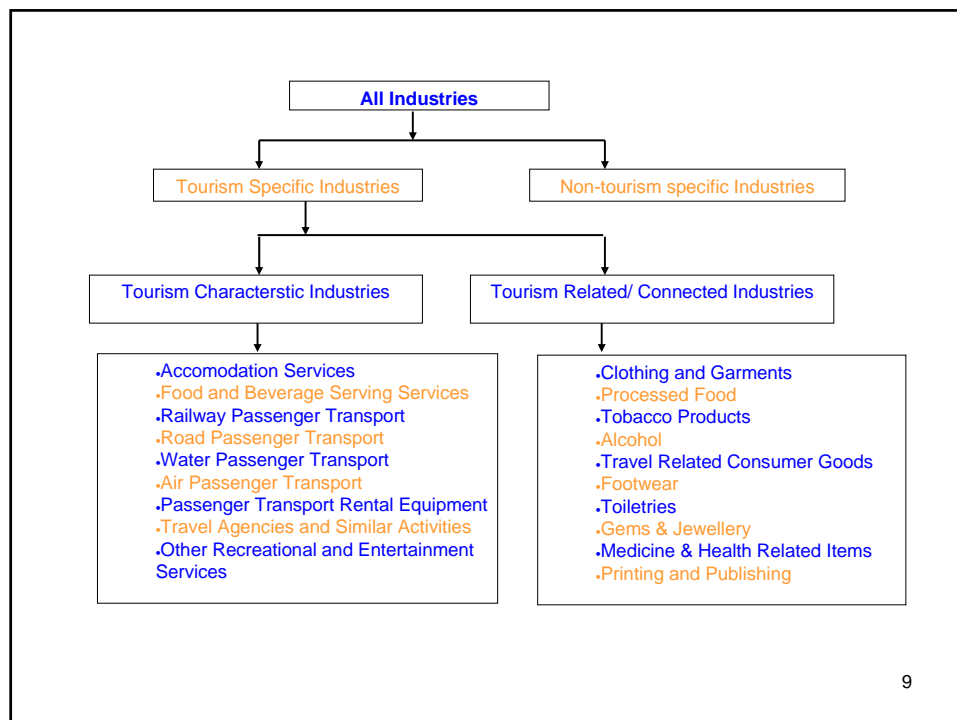 All Industries
Tourism Specific Industries
Non-tourism specific Industries
Tourism Characterstic Industries
Tourism Related/ Connected Industries
•Accomodation Services
•Food and Beverage Serving Services
•Railway Passenger Transport
•Road Passenger Transport
•Water Passenger Transport
•Air Passenger Transport
•Passenger Transport Rental Equipment
•Travel Agencies and Similar Activities
•Other Recreational and Entertainment
Services
•Clothing and Garments
•Processed Food
•Tobacco Products
•Alcohol
•Travel Related Consumer Goods
•Footwear
•Toiletries
•Gems & Jewellery
•Medicine & Health Related Items
•Printing and Publishing
9